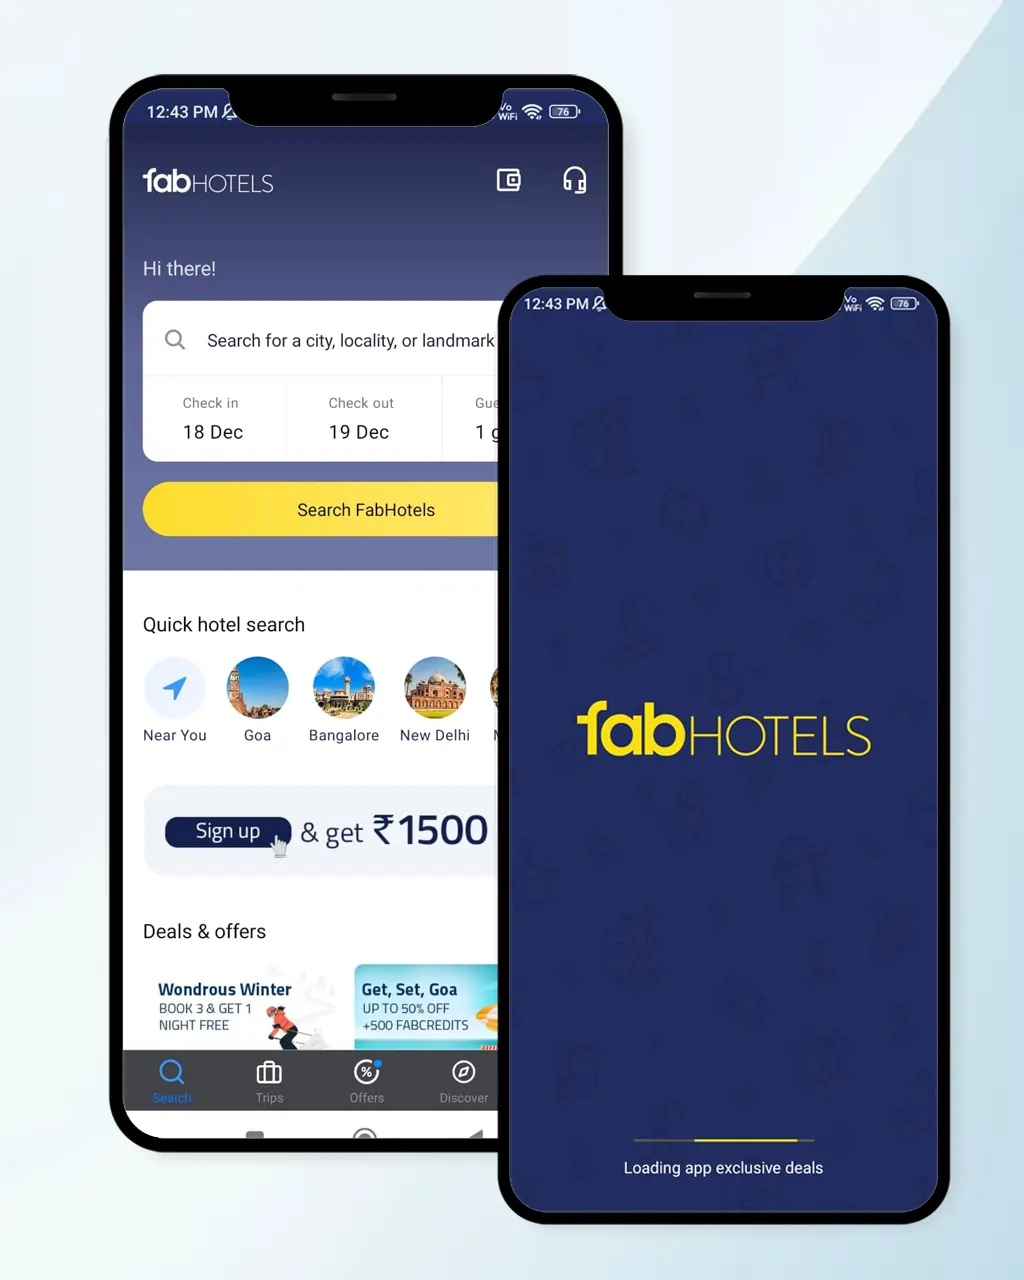 12:43 PM
Vo
WiFi
76
fabHOTELS
Hi there!
Search for a city, locality, or landmark
Check in
Check out
18 Dec
19 Dec
1
Search FabHotels
Quick hotel search
Near You
Goa
Bangalore
New Delhi
Sign up & get ₹1500
Deals & offers
Wondrous Winter
BOOK 3 & GET 1
NIGHT FREE
Get, Set, Goa
UP TO 50% OFF
+500 FABCREDITS
Search
Trips
Offers
Discover
12:43 PM
Vo
WiFi
76
fabHOTELS
Loading app exclusive deals